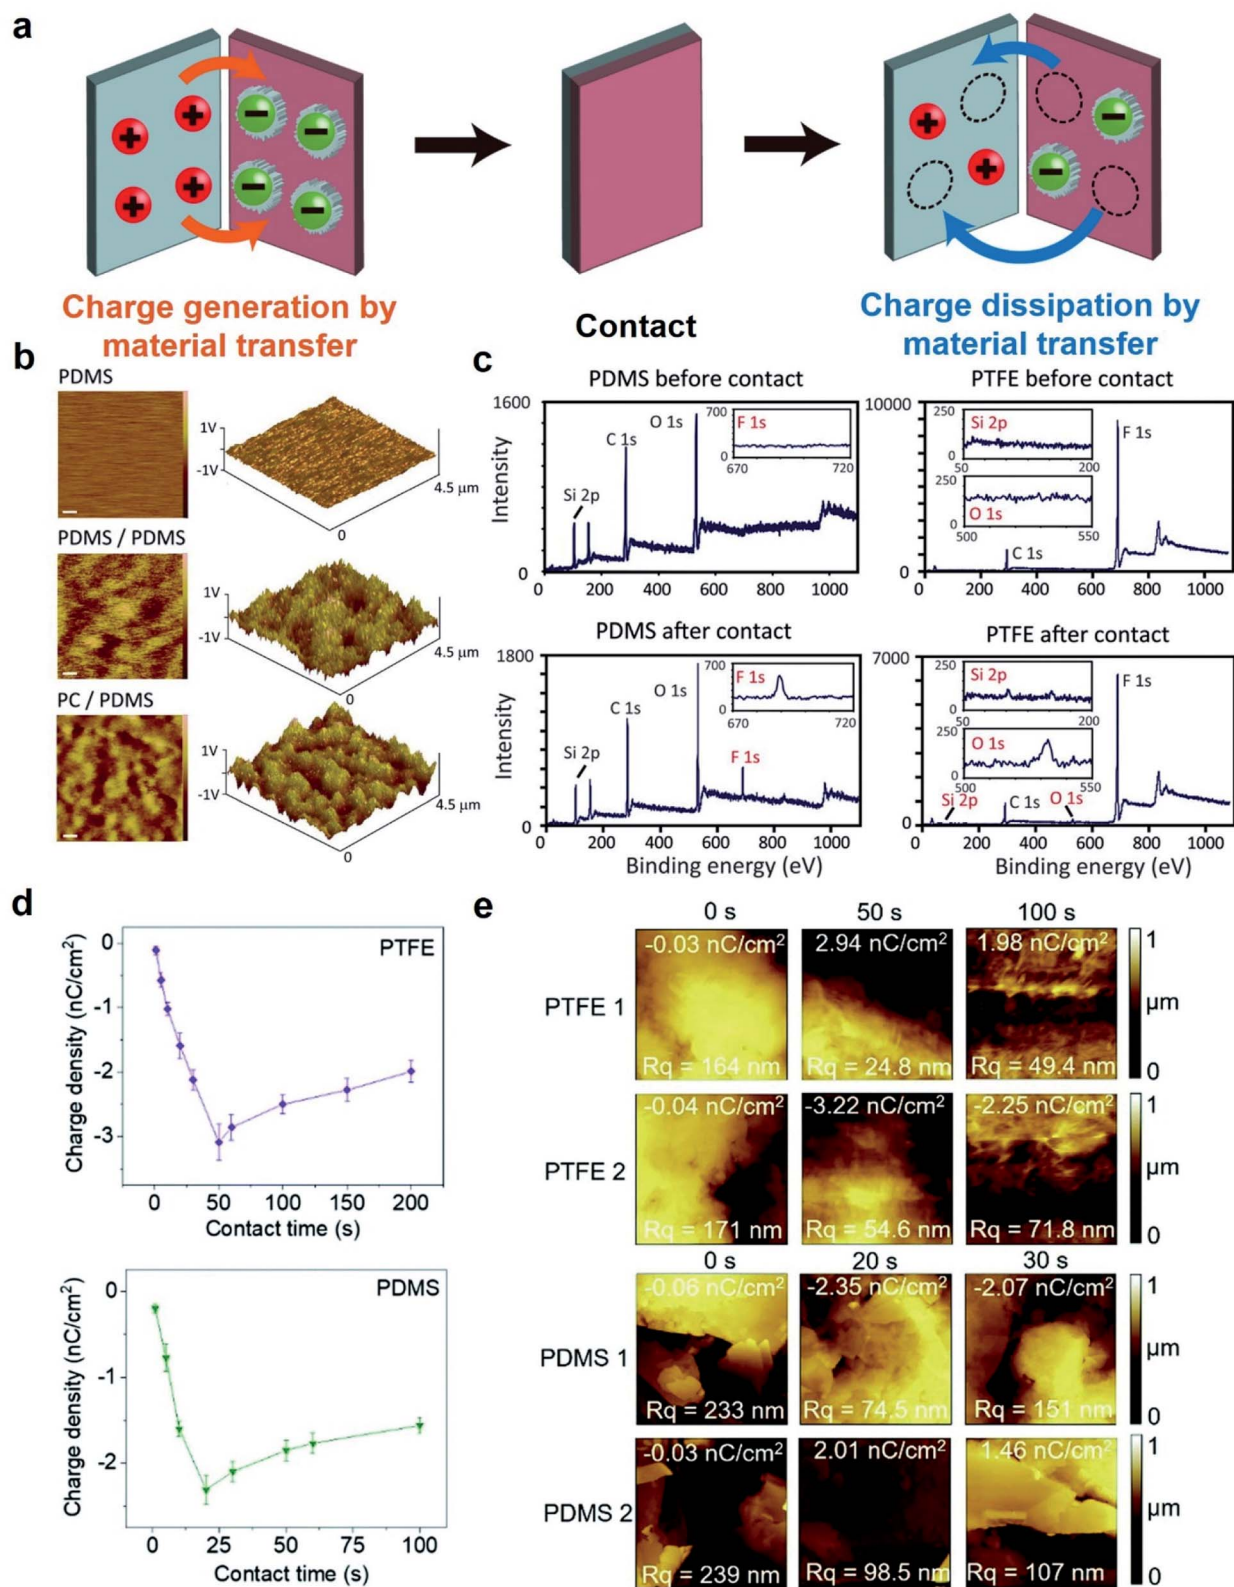 a
+ + − −
+ + − −
+ −
+ −
Charge generation by
material transfer
Contact
Charge dissipation by
material transfer
b
PDMS
1V
-1V
4.5 µm
0
PDMS / PDMS
1V
-1V
4.5 µm
0
PC / PDMS
1V
-1V
4.5 µm
0
c
PDMS before contact
Intensity
1600
0
Si 2p
C 1s
O 1s
700
F 1s
0
670 720
0 200 400 600 800 1000
PTFE before contact
10000
0
250
Si 2p
0
50 200
250
O 1s
0
500 550
C 1s
F 1s
0 200 400 600 800 1000
PDMS after contact
Intensity
1800
0
Si 2p
C 1s
O 1s
700
F 1s
0
670 720
F 1s
0 200 400 600 800 1000
Binding energy (eV)
PTFE after contact
7000
0
250
Si 2p
0
50 200
250
O 1s
0
500 550
Si 2p
C 1s
O 1s
F 1s
0 200 400 600 800 1000
Binding energy (eV)
d
PTFE
Charge density (nC/cm²)
0
-1
-2
-3
0 50 100 150 200
Contact time (s)
PDMS
Charge density (nC/cm²)
0
-1
-2
0 25 50 75 100
Contact time (s)
e
0 s 50 s 100 s
PTFE 1
-0.03 nC/cm² 2.94 nC/cm² 1.98 nC/cm²
Rq = 164 nm Rq = 24.8 nm Rq = 49.4 nm
1
µm
0
PTFE 2
-0.04 nC/cm² -3.22 nC/cm² -2.25 nC/cm²
Rq = 171 nm Rq = 54.6 nm Rq = 71.8 nm
1
µm
0
0 s 20 s 30 s
PDMS 1
-0.06 nC/cm² -2.35 nC/cm² -2.07 nC/cm²
Rq = 233 nm Rq = 74.5 nm Rq = 151 nm
1
µm
0
PDMS 2
-0.03 nC/cm² 2.01 nC/cm² 1.46 nC/cm²
Rq = 239 nm Rq = 98.5 nm Rq = 107 nm
1
µm
0